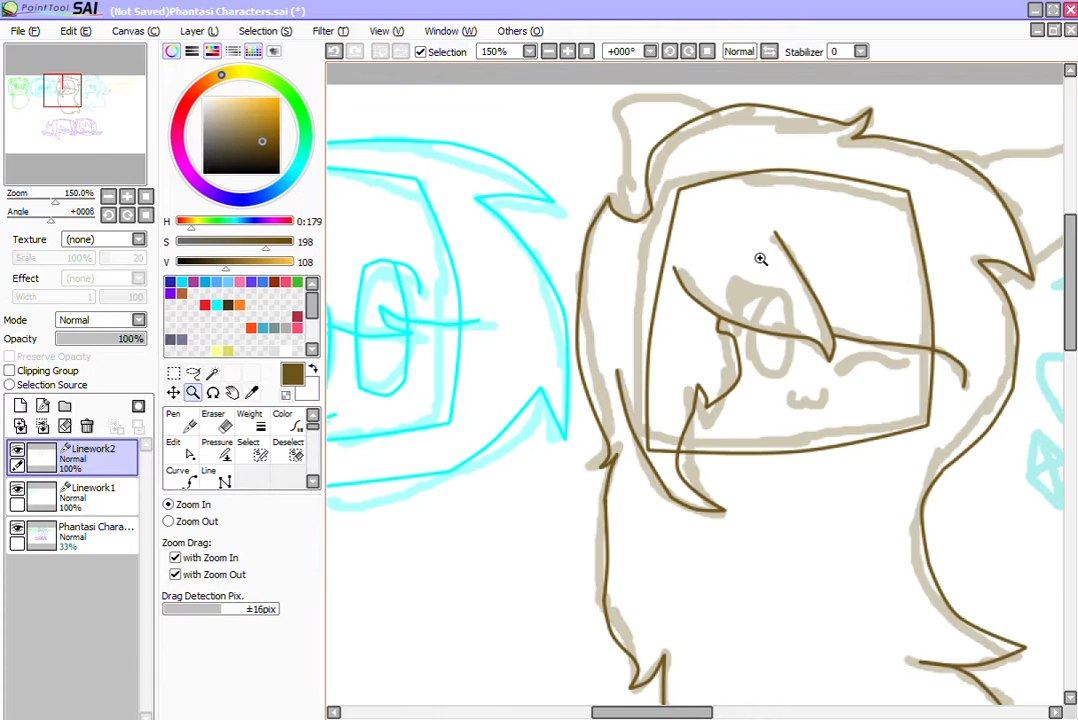 PaintTool SAI (Not Saved)Phantasi Characters.sai (*)
File (F) Edit (E) Canvas (C) Layer (L) Selection (S) Filter (T) View (V) Window (W) Others (O)
Selection 150% +000° Normal Stabilizer 0
Zoom 150.0%
Angle +000º
Texture (none)
Scale 100% 20
Effect (none)
Width 1 100
Mode Normal
Opacity 100%
Preserve Opacity
Clipping Group
Selection Source
Linework2
Normal
100%
Linework1
Normal
100%
Phantasi Chara...
Normal
33%
H 0:179
S 198
V 108
Pen Eraser Weight Color
Edit Pressure Select Deselect
Curve Line
Zoom In
Zoom Out
Zoom Drag:
with Zoom In
with Zoom Out
Drag Detection Pix.
±16pix